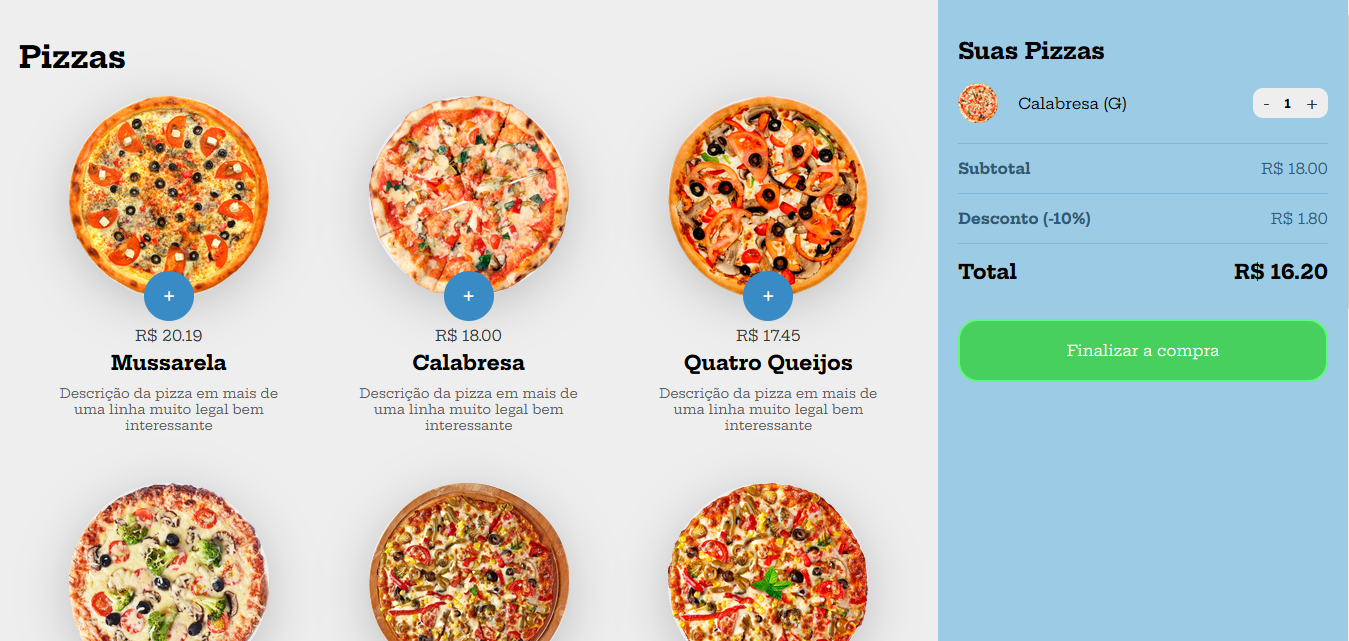 Pizzas
+
+
+
R$ 20.19
R$ 18.00
R$ 17.45
Mussarela
Calabresa
Quatro Queijos
Descrição da pizza em mais de
uma linha muito legal bem
interessante
Descrição da pizza em mais de
uma linha muito legal bem
interessante
Descrição da pizza em mais de
uma linha muito legal bem
interessante
Suas Pizzas
Calabresa (G)
- 1 +
Subtotal R$ 18.00
Desconto (-10%) R$ 1.80
Total R$ 16.20
Finalizar a compra